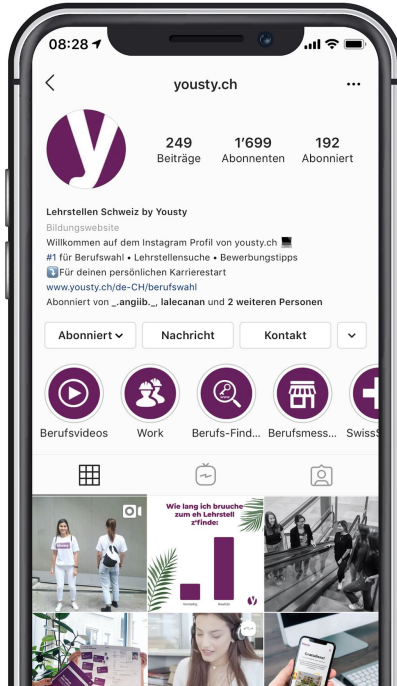 08:28
yousty.ch
249 1'699 192
Beiträge Abonnenten Abonniert
Lehrstellen Schweiz by Yousty
Bildungswebsite
Willkommen auf dem Instagram Profil von yousty.ch
#1 für Berufswahl • Lehrstellensuche • Bewerbungstipps
Für deinen persönlichen Karrierestart
www.yousty.ch/de-CH/berufswahl
Abonniert von _.angiib._, lalecanan und 2 weiteren Personen
Abonniert Nachricht Kontakt
Berufsvideos Work Berufs-Find... Berufsmess... SwissS
Wie lang ich bruuche
zum eh Lehrstell
z'finde: